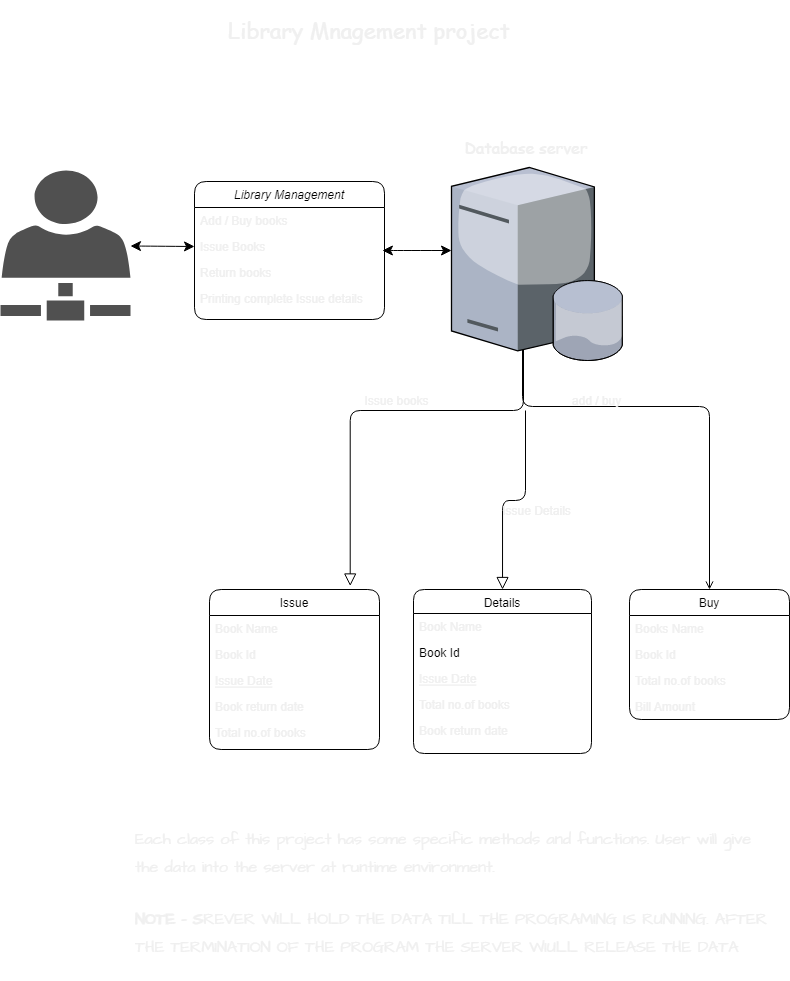 Library Mnagement project
Database server
Library Management
Add / Buy books
Issue Books
Return books
Printing complete Issue details
Issue books
add / buy
Issue Details
Issue
Book Name
Book Id
Issue Date
Book return date
Total no.of books
Details
Book Name
Book Id
Issue Date
Total no.of books
Book return date
Buy
Books Name
Book Id
Total no.of books
Bill Amount
Each class of this project has some specific methods and functions. User will give
the data into the server at runtime environment.
NOTE - SREVER WILL HOLD THE DATA TILL THE PROGRAMING IS RUNNING. AFTER
THE TERMINATION OF THE PROGRAM THE SERVER WIULL RELEASE THE DATA